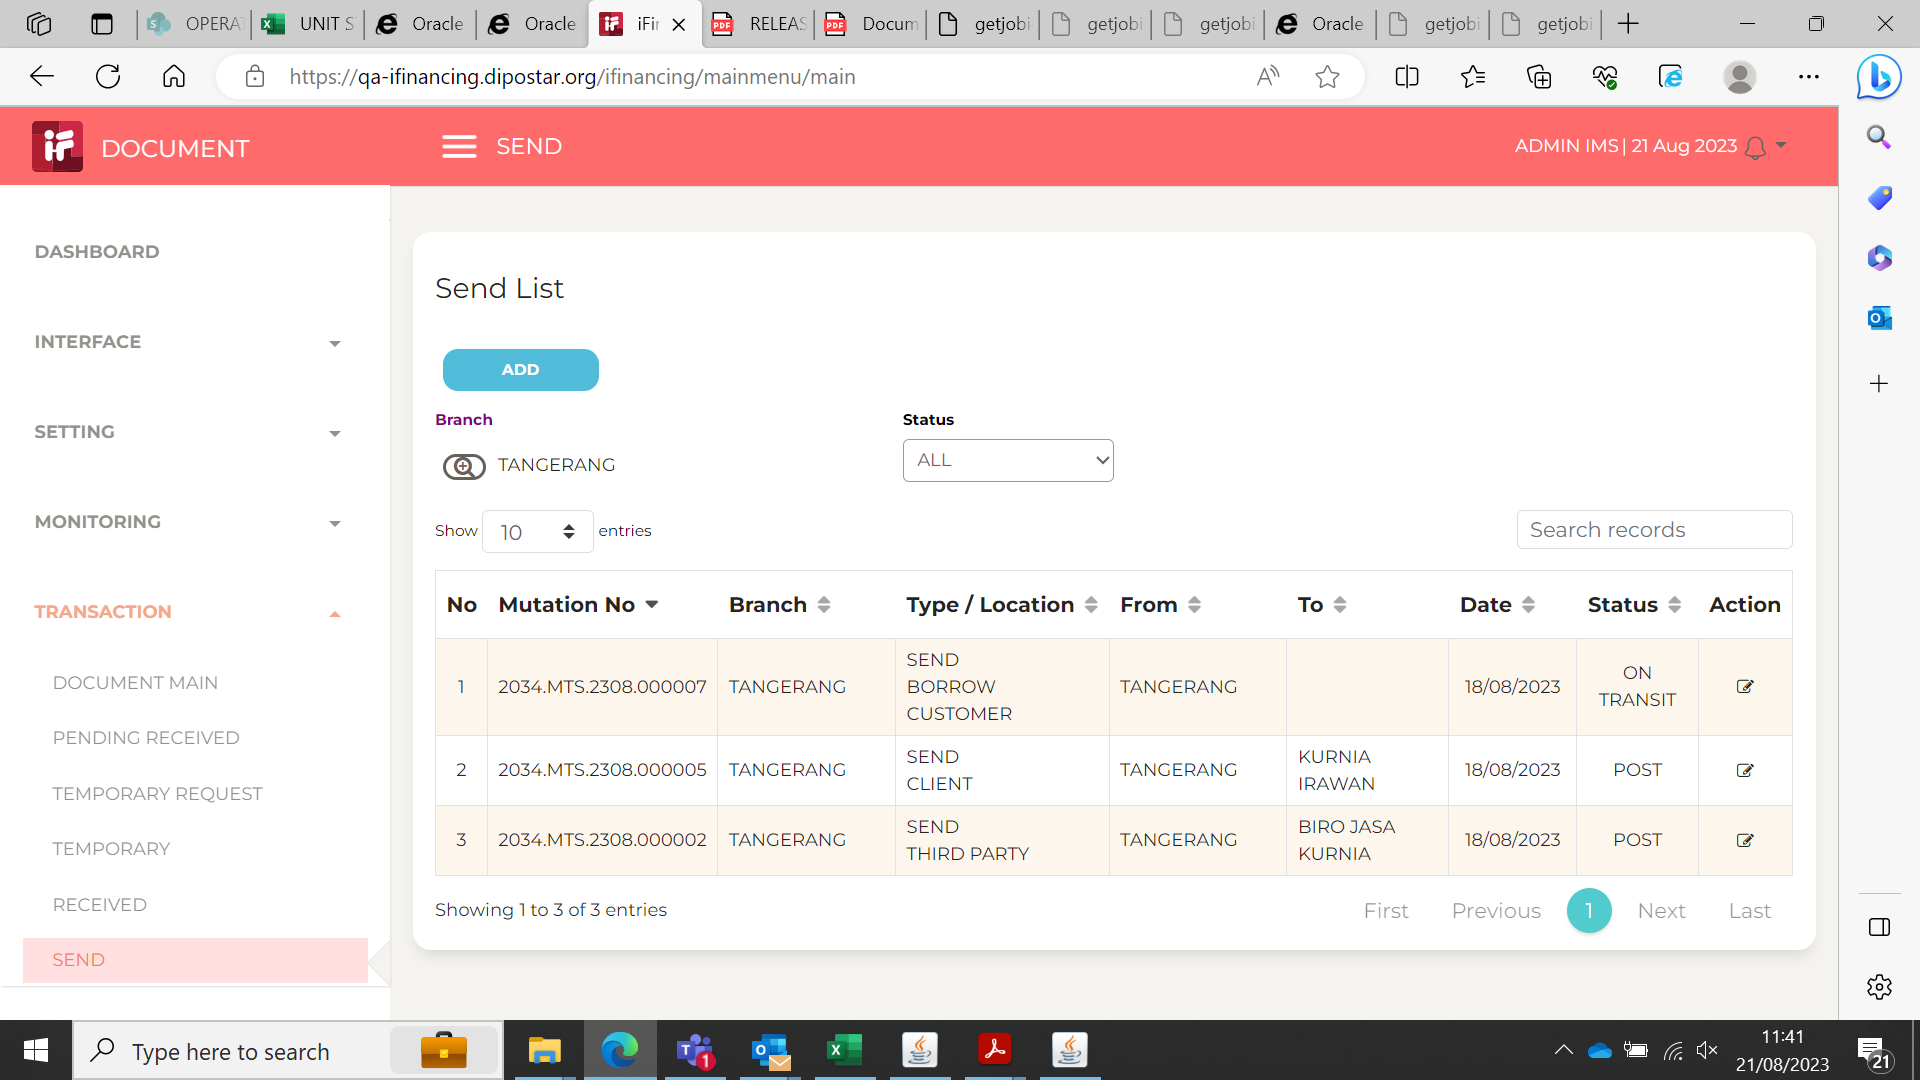 OPERA
UNIT S
Oracle
Oracle
iFi
RELEAS
Docum
getjobi
getjobi
getjobi
Oracle
getjobi
getjobi
https://qa-ifinancing.dipostar.org/ifinancing/mainmenu/main
iF DOCUMENT
SEND
ADMIN IMS | 21 Aug 2023
DASHBOARD
INTERFACE
SETTING
MONITORING
TRANSACTION
DOCUMENT MAIN
PENDING RECEIVED
TEMPORARY REQUEST
TEMPORARY
RECEIVED
SEND
Send List
ADD
Branch
Status
TANGERANG
ALL
Show 10 entries
Search records
No Mutation No Branch Type / Location From To Date Status Action
1 2034.MTS.2308.000007 TANGERANG SEND BORROW CUSTOMER TANGERANG 18/08/2023 ON TRANSIT
2 2034.MTS.2308.000005 TANGERANG SEND CLIENT TANGERANG KURNIA IRAWAN 18/08/2023 POST
3 2034.MTS.2308.000002 TANGERANG SEND THIRD PARTY TANGERANG BIRO JASA KURNIA 18/08/2023 POST
Showing 1 to 3 of 3 entries
First Previous 1 Next Last
Type here to search
1
11:41
21/08/2023
21